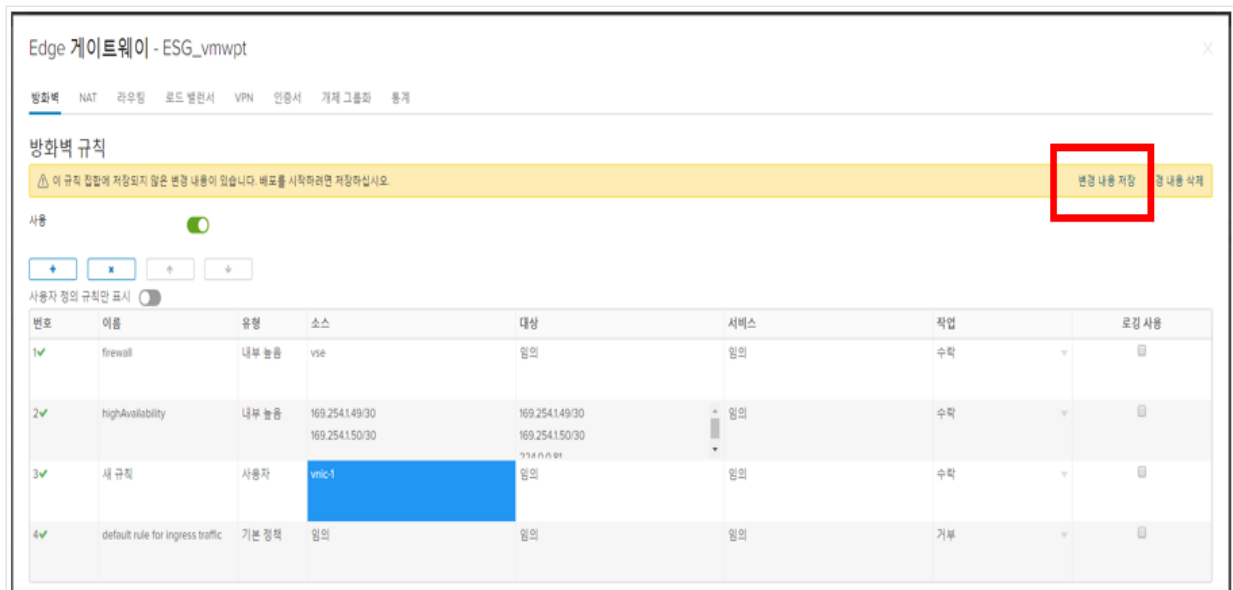 Edge 게이트웨이 - ESG_vmwpt
X
방화벽 NAT 라우팅 로드 밸런서 VPN 인증서 개체 그룹화 통계
방화벽 규칙
이 규칙 집합에 저장되지 않은 변경 내용이 있습니다. 배포를 시작하려면 저장하십시오.
변경 내용 저장 경 내용 삭제
사용
사용자 정의 규칙만 표시
번호 이름 유형 소스 대상 서비스 작업 로깅 사용
1 firewall 내부 높음 vse 임의 임의 수락
2 highAvailability 내부 높음 169.254.1.49/30 169.254.1.49/30 임의 수락
169.254.1.50/30 169.254.1.50/30
224.0.0.81
3 새 규칙 사용자 vnic-1 임의 임의 수락
4 default rule for ingress traffic 기본 정책 임의 임의 임의 거부